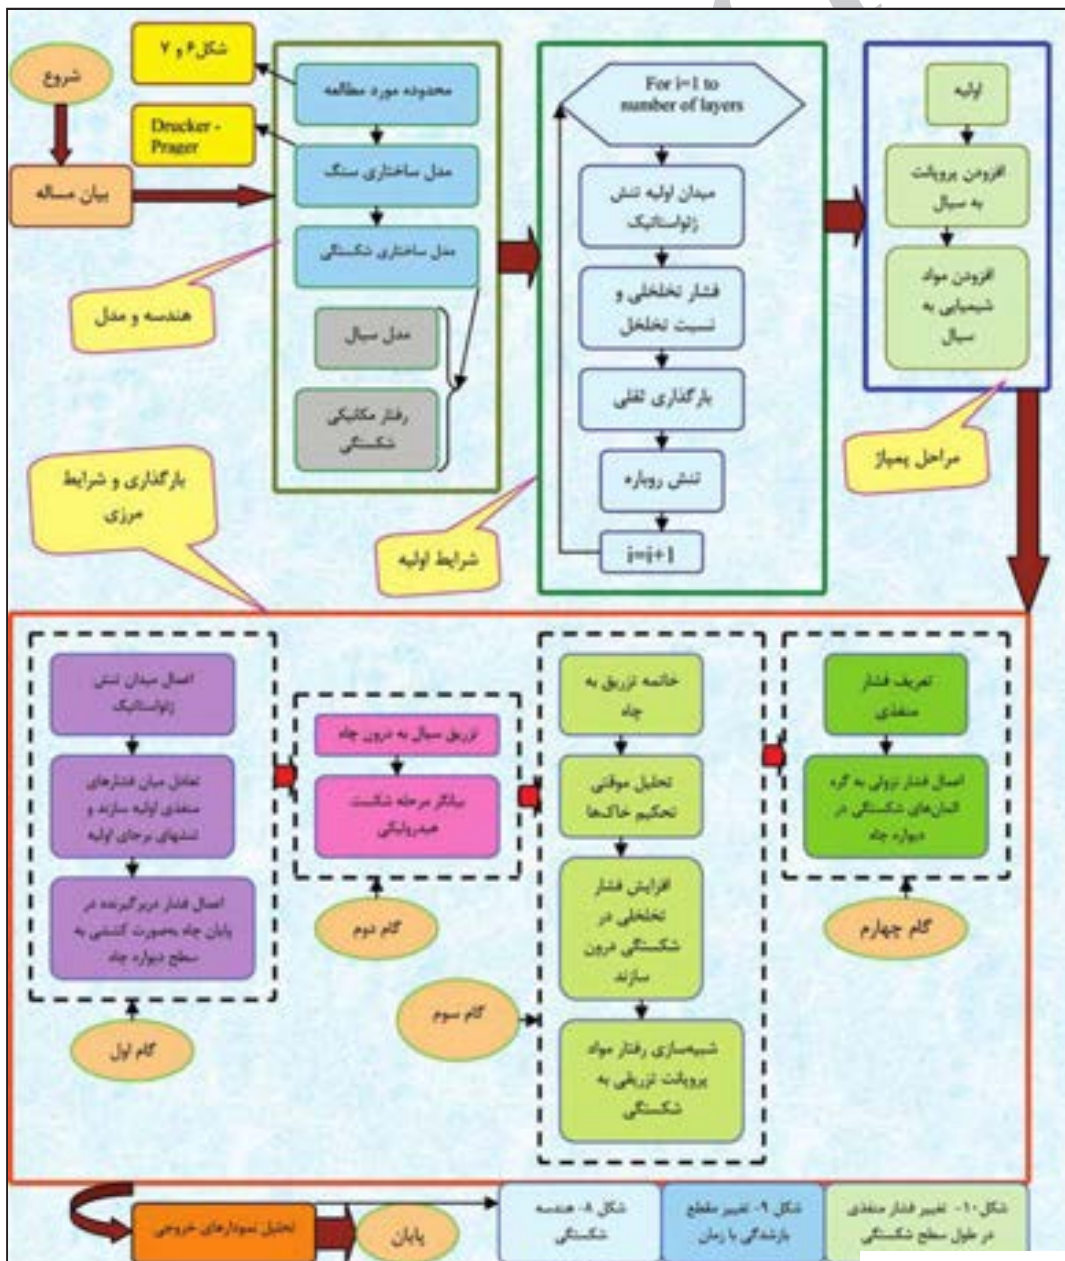 شروع
بیان مساله
شکل۶ و ۷
Drucker -
Prager
محدوده مورد مطالعه
مدل ساختاری سنگ
مدل ساختاری شکستگی
مدل سیال
رفتار مکانیکی
شکستگی
هندسه و مدل
For i=1 to
number of layers
میدان اولیه تنش
ژئواستاتیک
فشار تخلخلی و
نسبت تخلخل
بارگذاری ثقلی
تنش روباره
i=i+1
شرایط اولیه
اولیه
افزودن پروپانت
به سیال
افزودن مواد
شیمیایی به
سیال
مراحل پمپاژ
بارگذاری و شرایط
مرزی
اعمال میدان تنش
ژئواستاتیک
تعادل میان فشارهای
منفذی اولیه سازند و
تنشهای برجای اولیه
اعمال فشار دربرگیرنده در
پایان چاه به‌صورت کششی به
سطح دیواره چاه
گام اول
تزریق سیال به درون چاه
بیانگر مرحله شکست
هیدرولیکی
گام دوم
خاتمه تزریق به
چاه
تحلیل موقتی
تحکیم خاک‌ها
افزایش فشار
تخلخلی در
شکستگی درون
سازند
شبیه‌سازی رفتار مواد
پروپانت تزریقی به
شکستگی
گام سوم
تعریف فشار
منفذی
اعمال فشار نزولی به گره
المان‌های شکستگی در
دیواره چاه
گام چهارم
تحلیل نمودارهای خروجی
پایان
شکل ۸- هندسه
شکستگی
شکل ۹- تغییر مقطع
بازشدگی با زمان
شکل۱۰- تغییر فشار منفذی
در طول سطح شکستگی